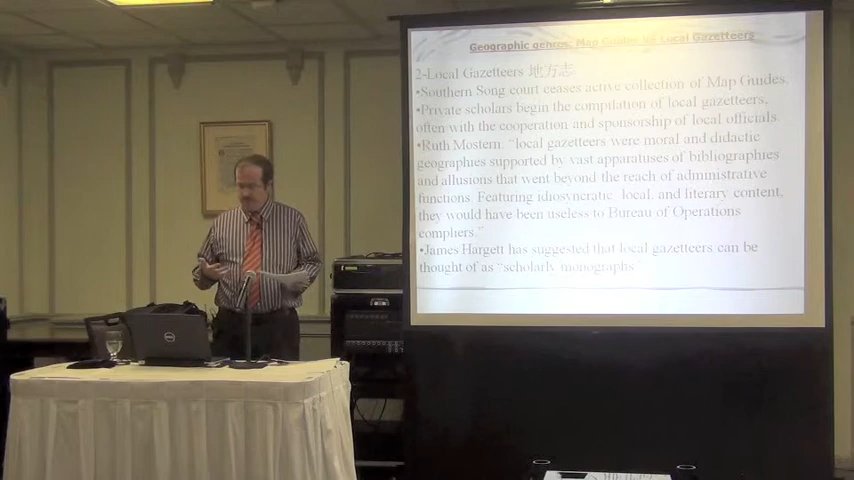 Geographic genres: Map Guides vs Local Gazetteers
2-Local Gazetteers 地方志
•Southern Song court ceases active collection of Map Guides.
•Private scholars begin the compilation of local gazetteers,
often with the cooperation and sponsorship of local officials.
•Ruth Mostern: “local gazetteers were moral and didactic
geographies supported by vast apparatuses of bibliographies
and allusions that went beyond the reach of administrative
functions. Featuring idiosyncratic, local, and literary content,
they would have been useless to Bureau of Operations
compilers.”
•James Hargett has suggested that local gazetteers can be
thought of as “scholarly monographs”
DELL